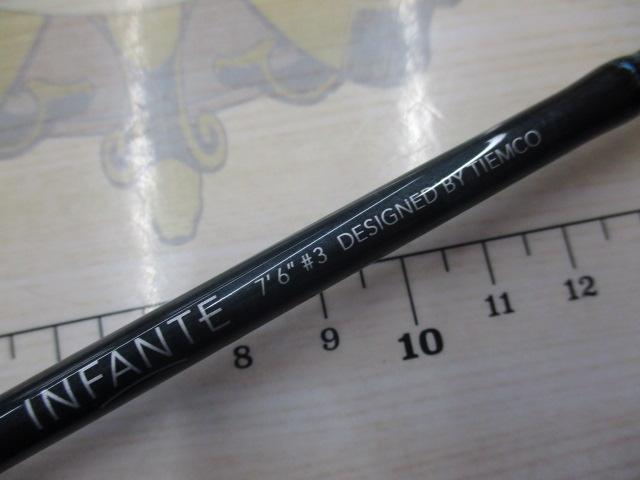 INFANTE 7'6" #3 DESIGNED BY TIEMCO
8 9 10 11 12